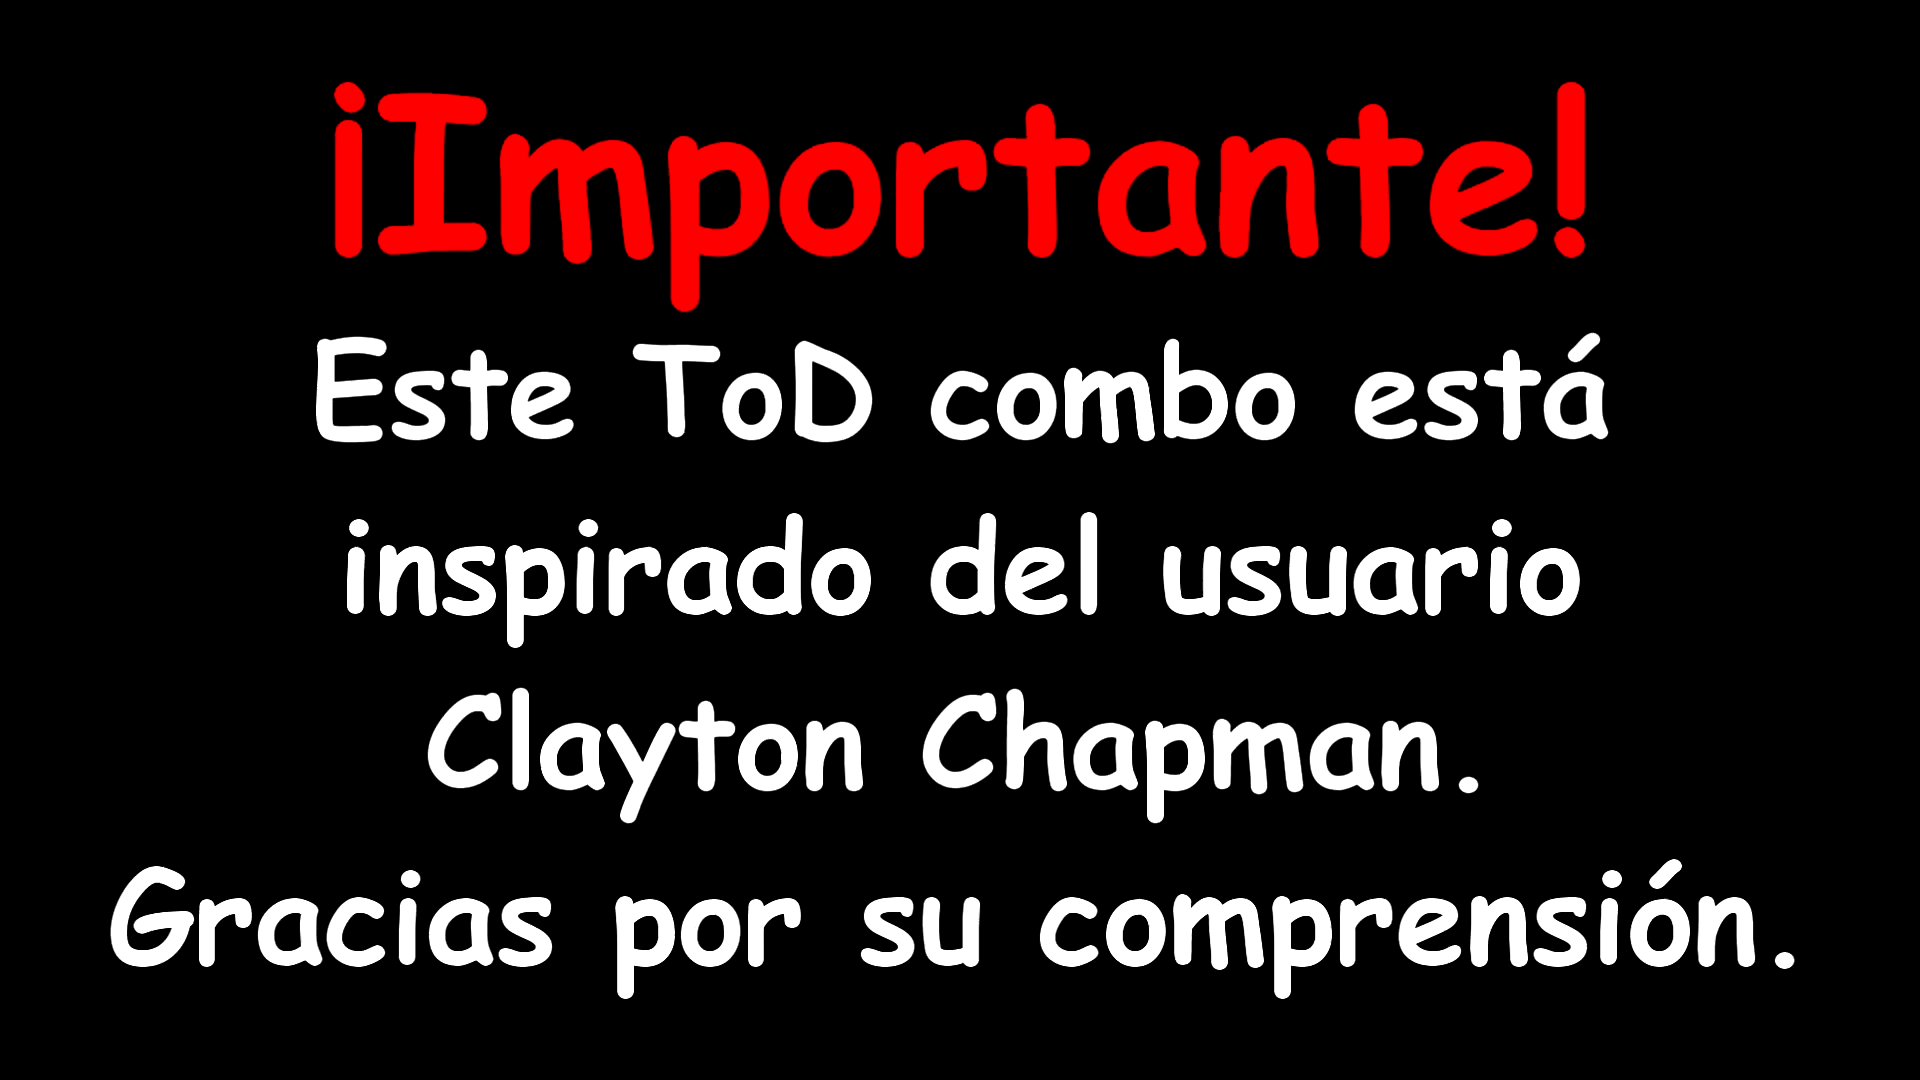 ¡Importante!
Este ToD combo está
inspirado del usuario
Clayton Chapman.
Gracias por su comprensión.